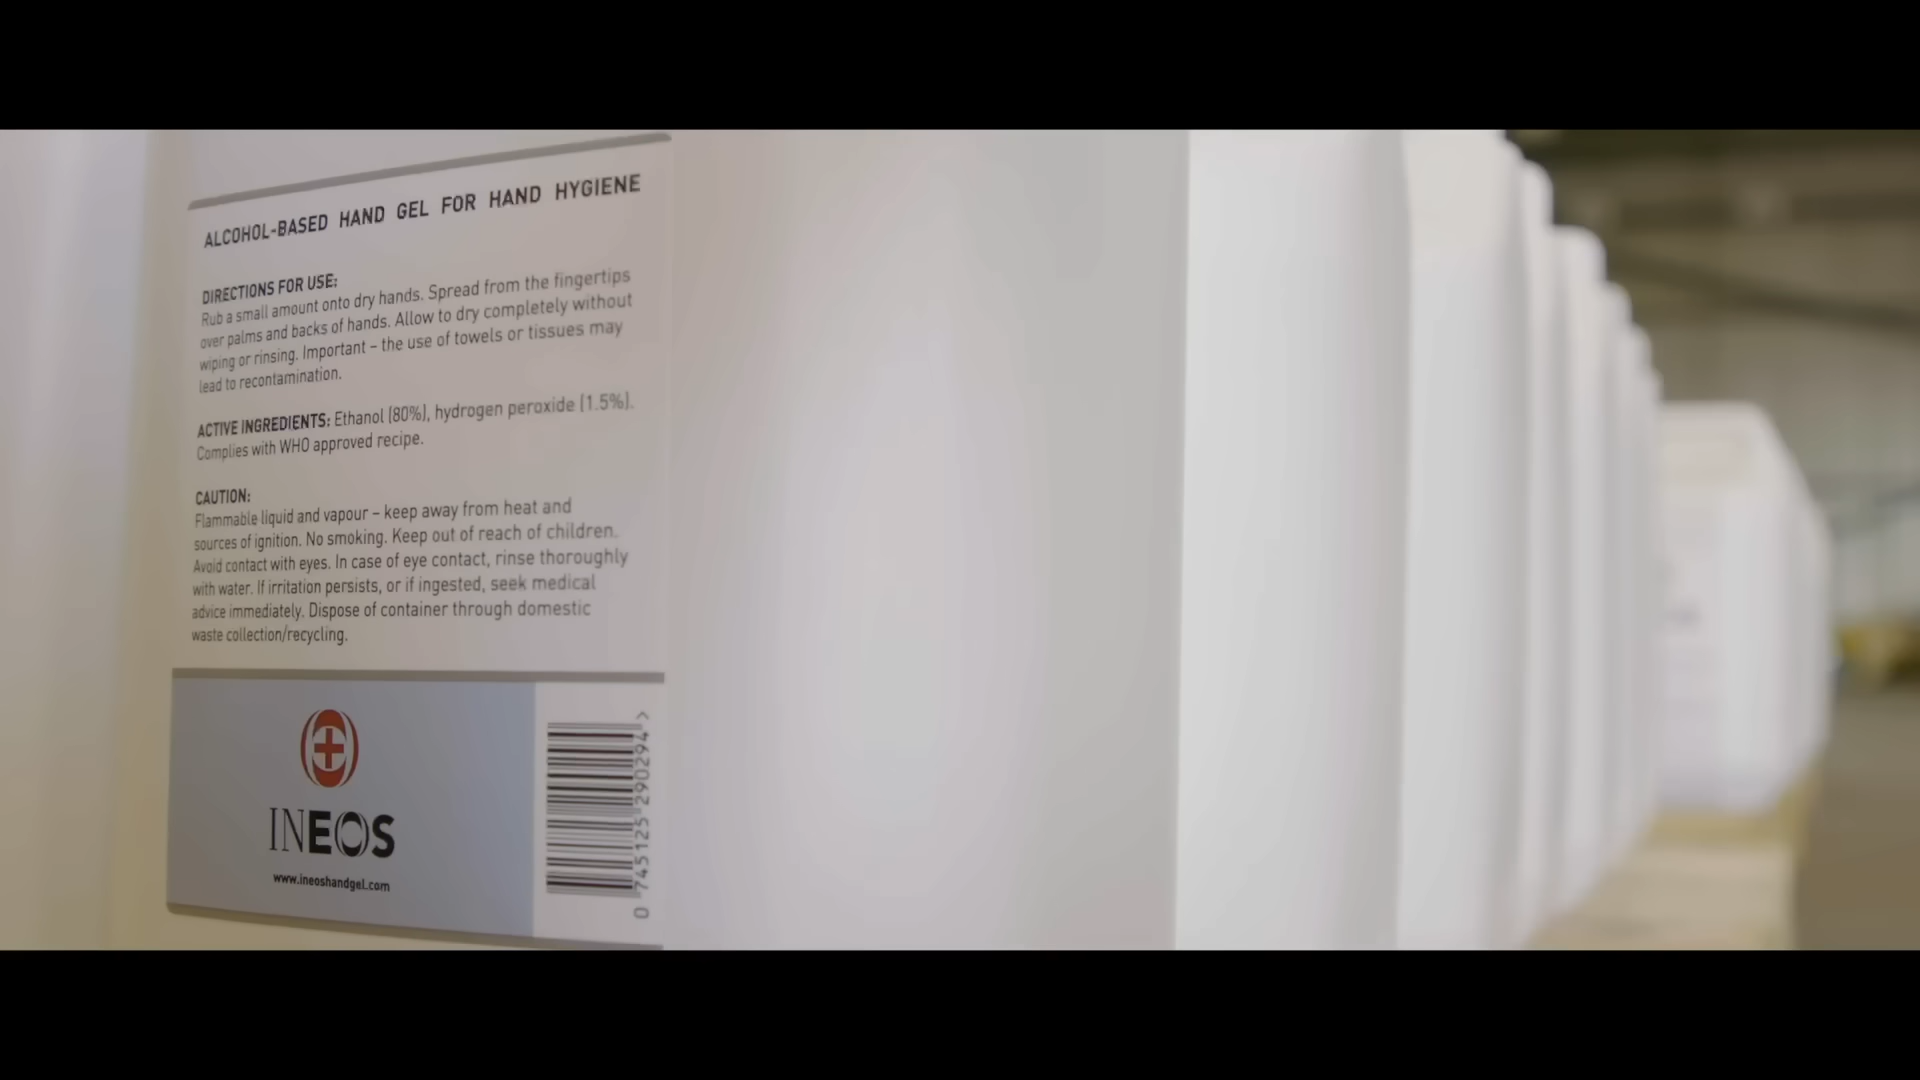 ALCOHOL-BASED HAND GEL FOR HAND HYGIENE
DIRECTIONS FOR USE:
Rub a small amount onto dry hands. Spread from the fingertips
over palms and backs of hands. Allow to dry completely without
wiping or rinsing. Important – the use of towels or tissues may
lead to recontamination.
ACTIVE INGREDIENTS: Ethanol (80%), hydrogen peroxide (1.5%).
Complies with WHO approved recipe.
CAUTION:
Flammable liquid and vapour – keep away from heat and
sources of ignition. No smoking. Keep out of reach of children.
Avoid contact with eyes. In case of eye contact, rinse thoroughly
with water. If irritation persists, or if ingested, seek medical
advice immediately. Dispose of container through domestic
waste collection/recycling.
INEOS
www.ineoshandgel.com
0 745125 290294 >